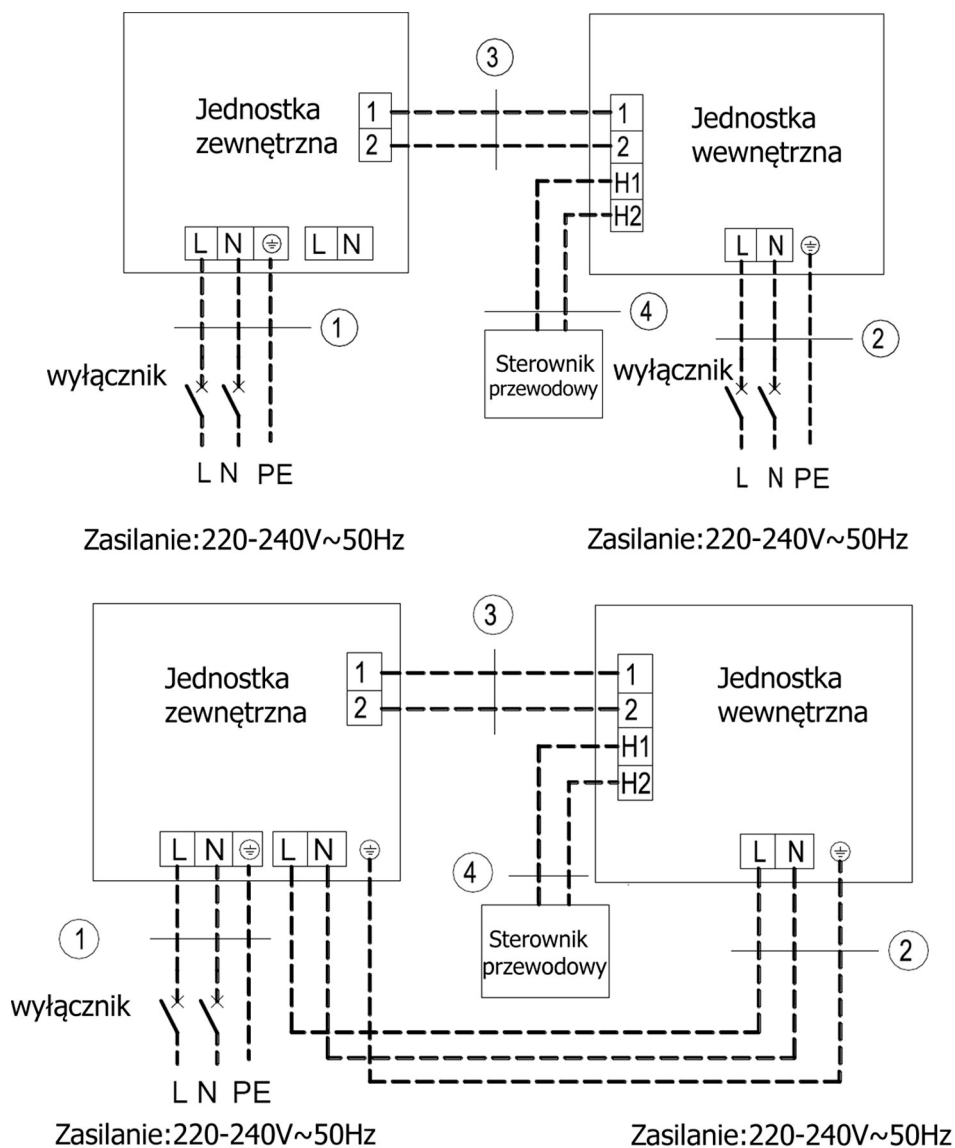 3
Jednostka
zewnętrzna
1
2
1
2
H1
H2
Jednostka
wewnętrzna
L N
L N
L N
1
4
2
wyłącznik
Sterownik
przewodowy
wyłącznik
L N PE
L N PE
Zasilanie:220-240V~50Hz
Zasilanie:220-240V~50Hz
3
Jednostka
zewnętrzna
1
2
1
2
H1
H2
Jednostka
wewnętrzna
L N
L N
L N
4
1
2
Sterownik
przewodowy
wyłącznik
L N PE
Zasilanie:220-240V~50Hz
Zasilanie:220-240V~50Hz